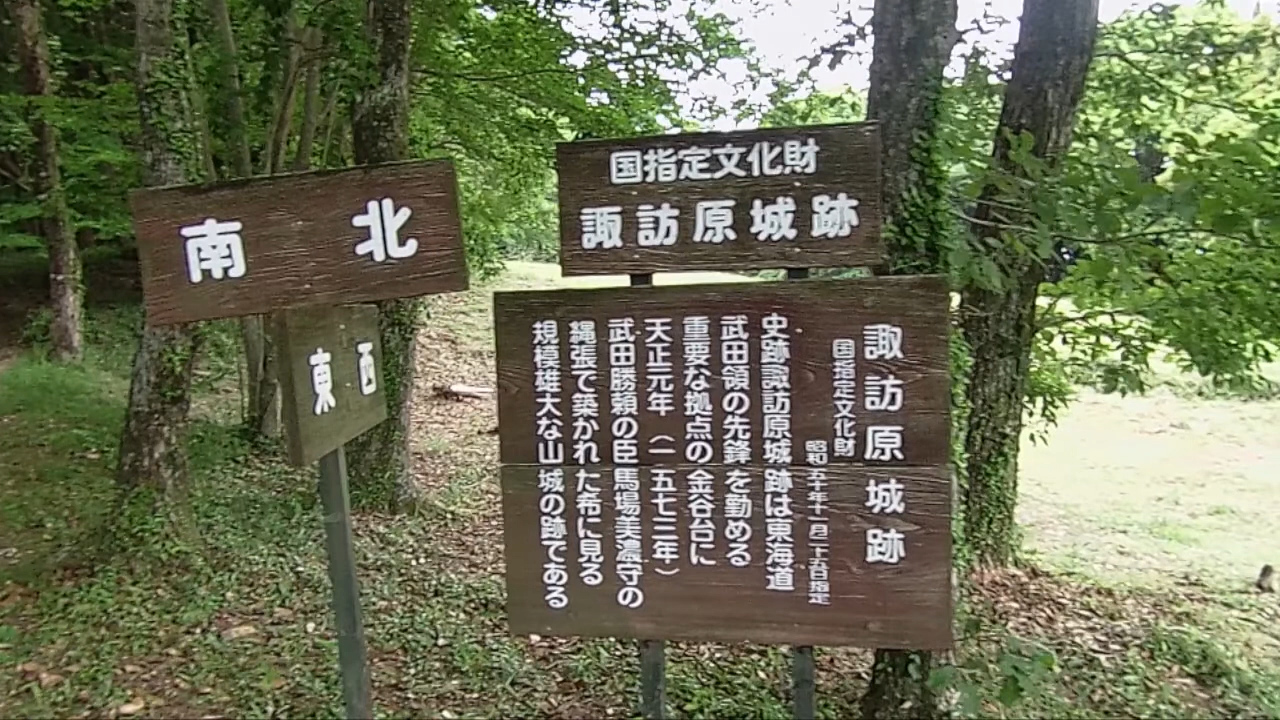 南 北
東 西
国指定文化財
諏訪原城跡
諏訪原城跡
国指定文化財
昭和五十年十一月二十五日指定
史跡諏訪原城跡は東海道
武田領の先鋒を勤める
重要な拠点の金谷台に
天正元年（一五七三年）
武田勝頼の臣馬場美濃守の
縄張で築かれた希に見る
規模雄大な山城の跡である